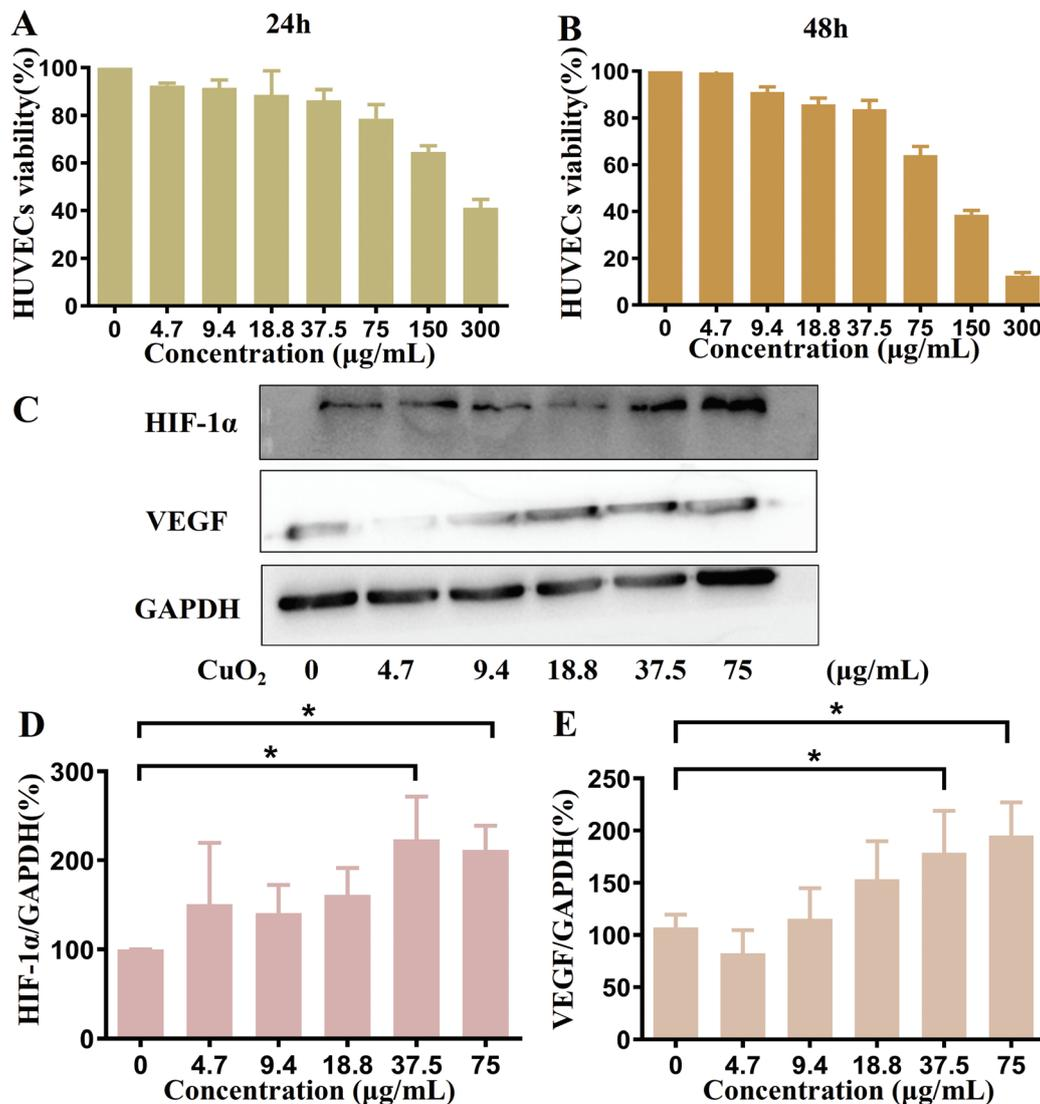 A
24h
HUVECs viability(%)
100
80
60
40
20
0
0 4.7 9.4 18.8 37.5 75 150 300
Concentration (μg/mL)
B
48h
HUVECs viability(%)
100
80
60
40
20
0
0 4.7 9.4 18.8 37.5 75 150 300
Concentration (μg/mL)
C
HIF-1α
VEGF
GAPDH
CuO₂ 0 4.7 9.4 18.8 37.5 75 (μg/mL)
D
*
*
HIF-1α/GAPDH(%)
300
200
100
0
0 4.7 9.4 18.8 37.5 75
Concentration (μg/mL)
E
*
*
VEGF/GAPDH(%)
250
200
150
100
50
0
0 4.7 9.4 18.8 37.5 75
Concentration (μg/mL)